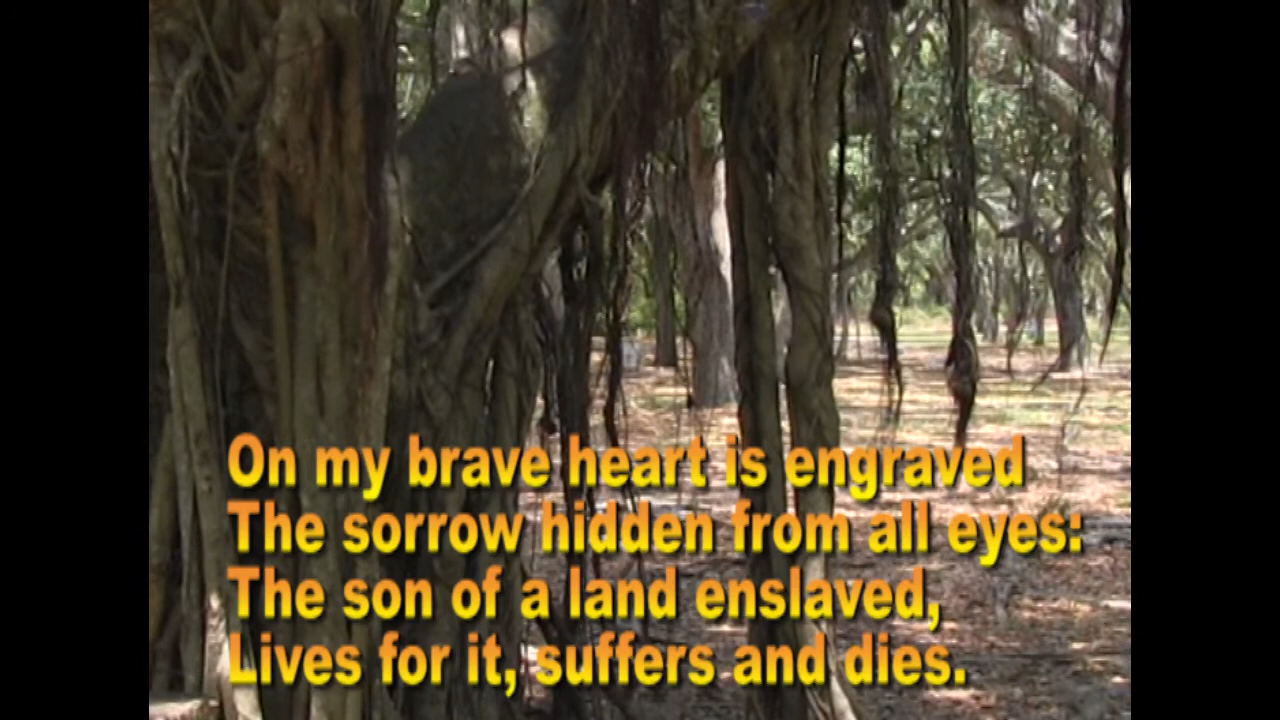 On my brave heart is engraved
The sorrow hidden from all eyes:
The son of a land enslaved,
Lives for it, suffers and dies.